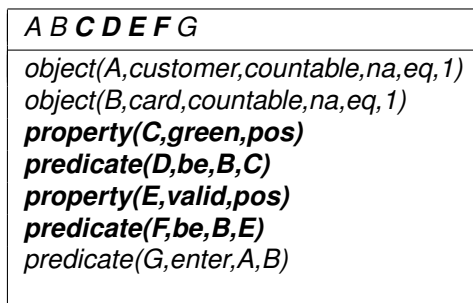 A B C D E F G
object(A,customer,countable,na,eq,1)
object(B,card,countable,na,eq,1)
property(C,green,pos)
predicate(D,be,B,C)
property(E,valid,pos)
predicate(F,be,B,E)
predicate(G,enter,A,B)